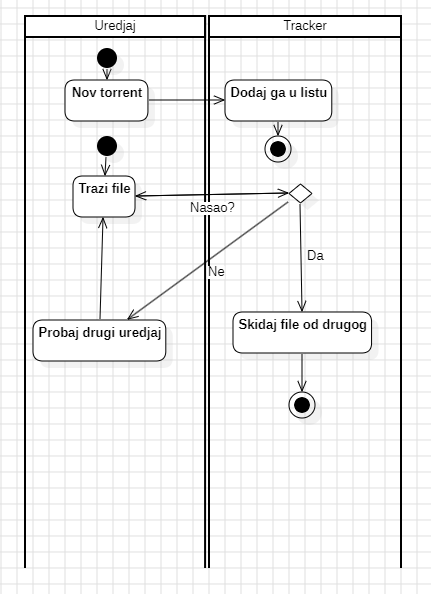 Uredjaj
Tracker
Nov torrent
Dodaj ga u listu
Trazi file
Nasao?
Da
Ne
Probaj drugi uredjaj
Skidaj file od drugog